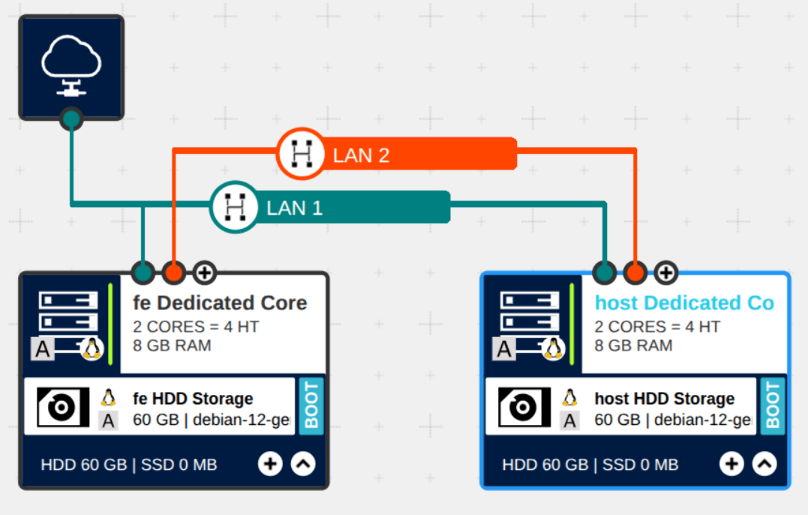 LAN 2
LAN 1
fe Dedicated Core
2 CORES = 4 HT
8 GB RAM
A
fe HDD Storage
A
60 GB | debian-12-ge
BOOT
HDD 60 GB | SSD 0 MB
host Dedicated Co
2 CORES = 4 HT
8 GB RAM
A
host HDD Storage
A
60 GB | debian-12-ge
BOOT
HDD 60 GB | SSD 0 MB